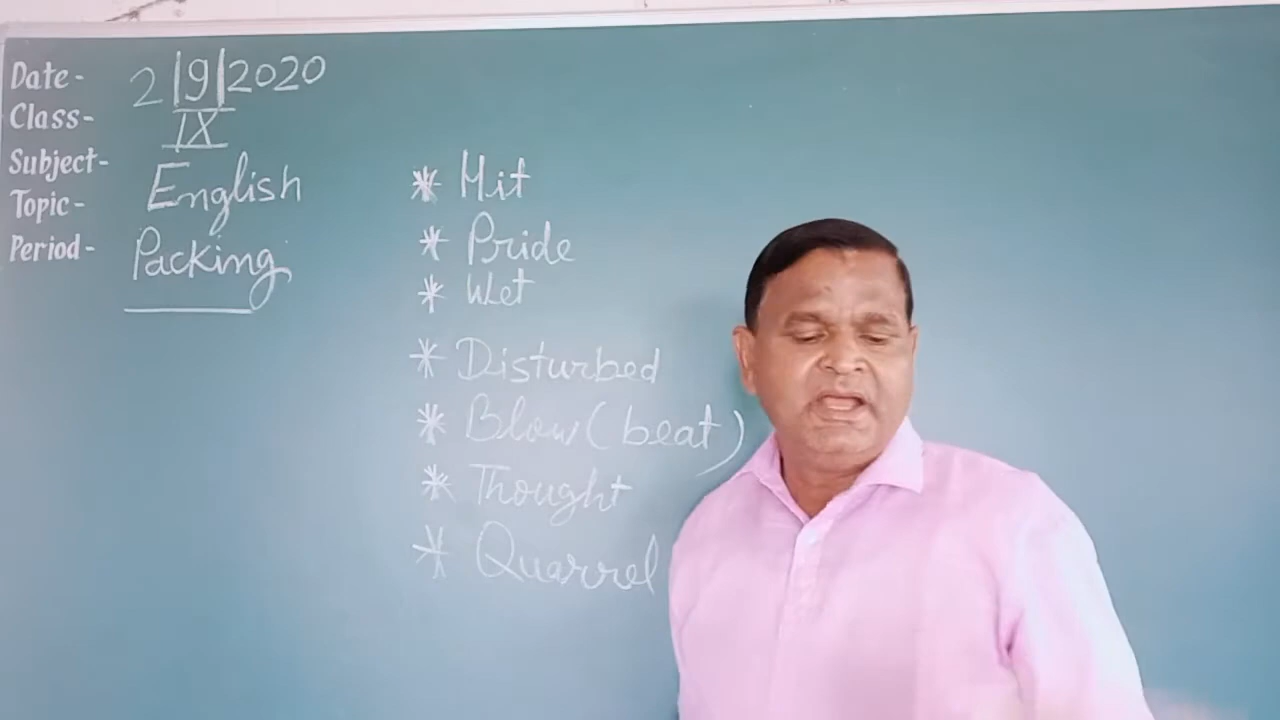 Date- 2|9|2020
Class- IX
Subject- English
Topic- Packing
Period-
* Hit
* Pride
* Wet
* Disturbed
* Blow (beat)
* Thought
* Quarrel